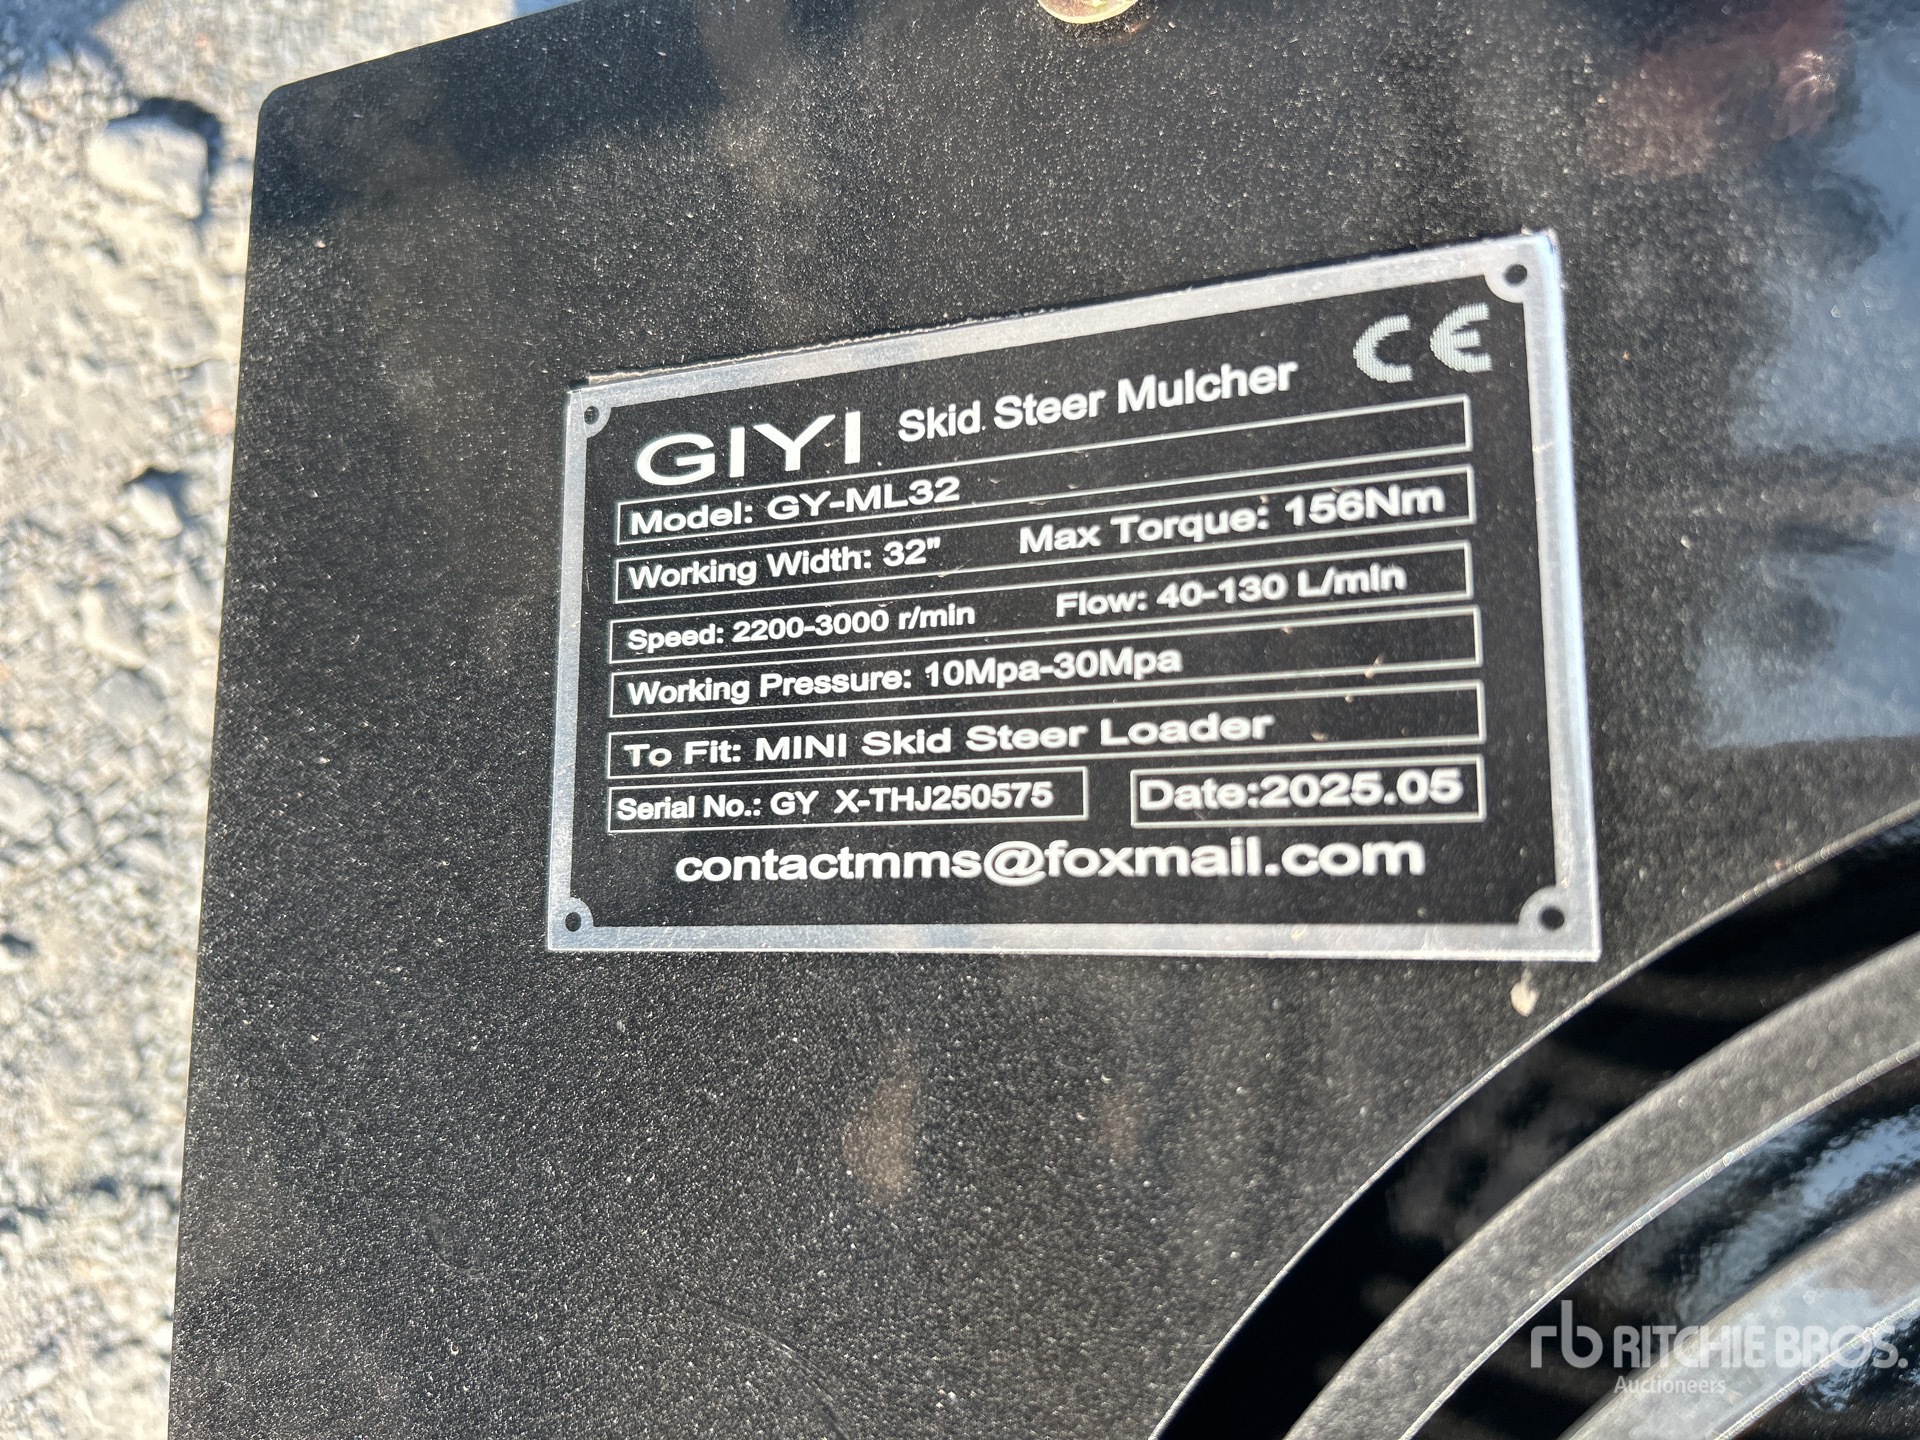 GIYI Skid Steer Mulcher CE
Model: GY-ML32
Working Width: 32" Max Torque: 156Nm
Speed: 2200-3000 r/min Flow: 40-130 L/min
Working Pressure: 10Mpa-30Mpa
To Fit: MINI Skid Steer Loader
Serial No.: GY X-THJ250575 Date:2025.05
contactmms@foxmail.com
rb RITCHIE BROS.
Auctioneers